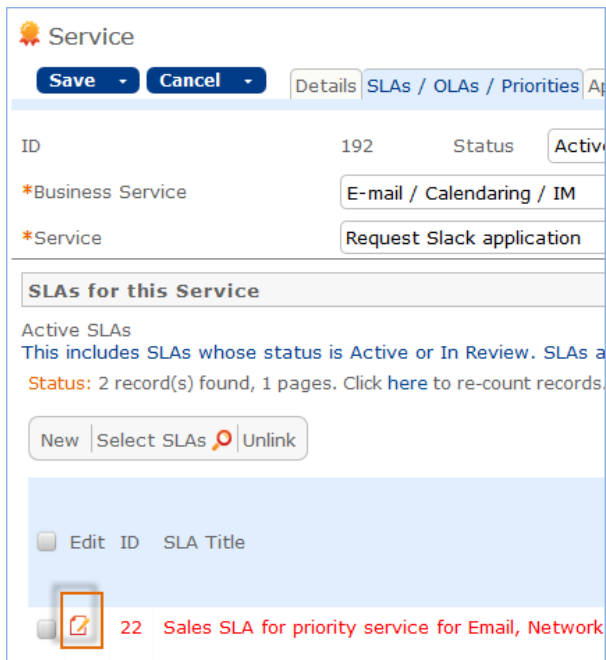 Service
Save Cancel Details SLAs / OLAs / Priorities
ID 192 Status
*Business Service E-mail / Calendaring / IM
*Service Request Slack application
SLAs for this Service
Active SLAs
This includes SLAs whose status is Active or In Review. SLAs
Status: 2 record(s) found, 1 pages. Click here to re-count records.
New Select SLAs Unlink
Edit ID SLA Title
22 Sales SLA for priority service for Email, Network